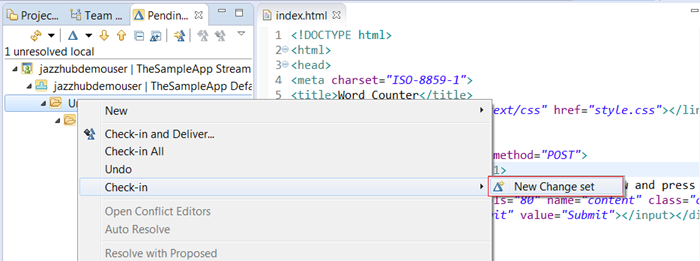 Projec...
Team ...
Pendin...
index.html
1 unresolved local
jazzhubdemouser | TheSampleApp Stream
jazzhubdemouser | TheSampleApp Defa
1 <!DOCTYPE html>
2 <html>
3 <head>
4 <meta charset="ISO-8859-1">
5 <title>Word Counter</title>
ext/css" href="style.css"></lin
method="POST">
1>
and press
ls="80" name="content" class="c
it" value="Submit"></input></di
New
Check-in and Deliver...
Check-in All
Undo
Check-in
New Change set
Open Conflict Editors
Auto Resolve
Resolve with Proposed